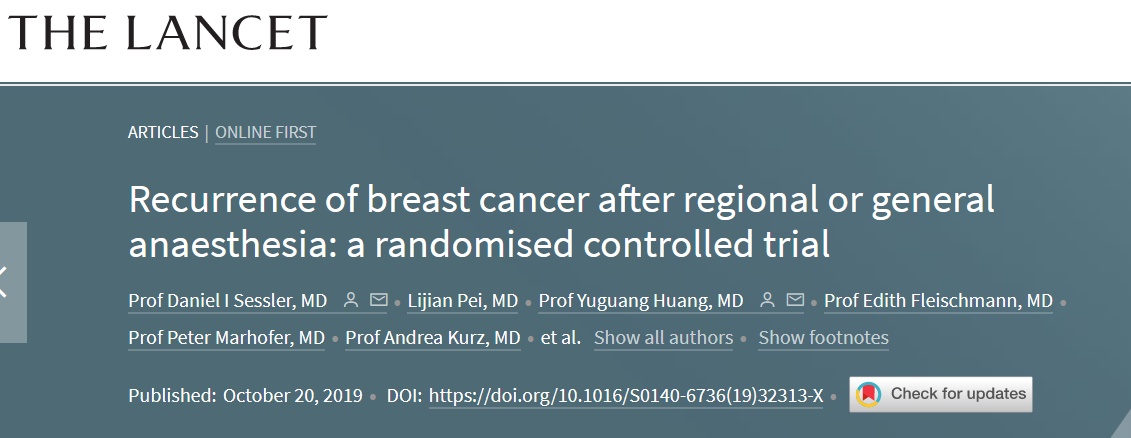 THE LANCET
ARTICLES | ONLINE FIRST
Recurrence of breast cancer after regional or general
anaesthesia: a randomised controlled trial
Prof Daniel I Sessler, MD • Lijian Pei, MD • Prof Yuguang Huang, MD • Prof Edith Fleischmann, MD •
Prof Peter Marhofer, MD • Prof Andrea Kurz, MD • et al. Show all authors • Show footnotes
Published: October 20, 2019 • DOI: https://doi.org/10.1016/S0140-6736(19)32313-X • Check for updates